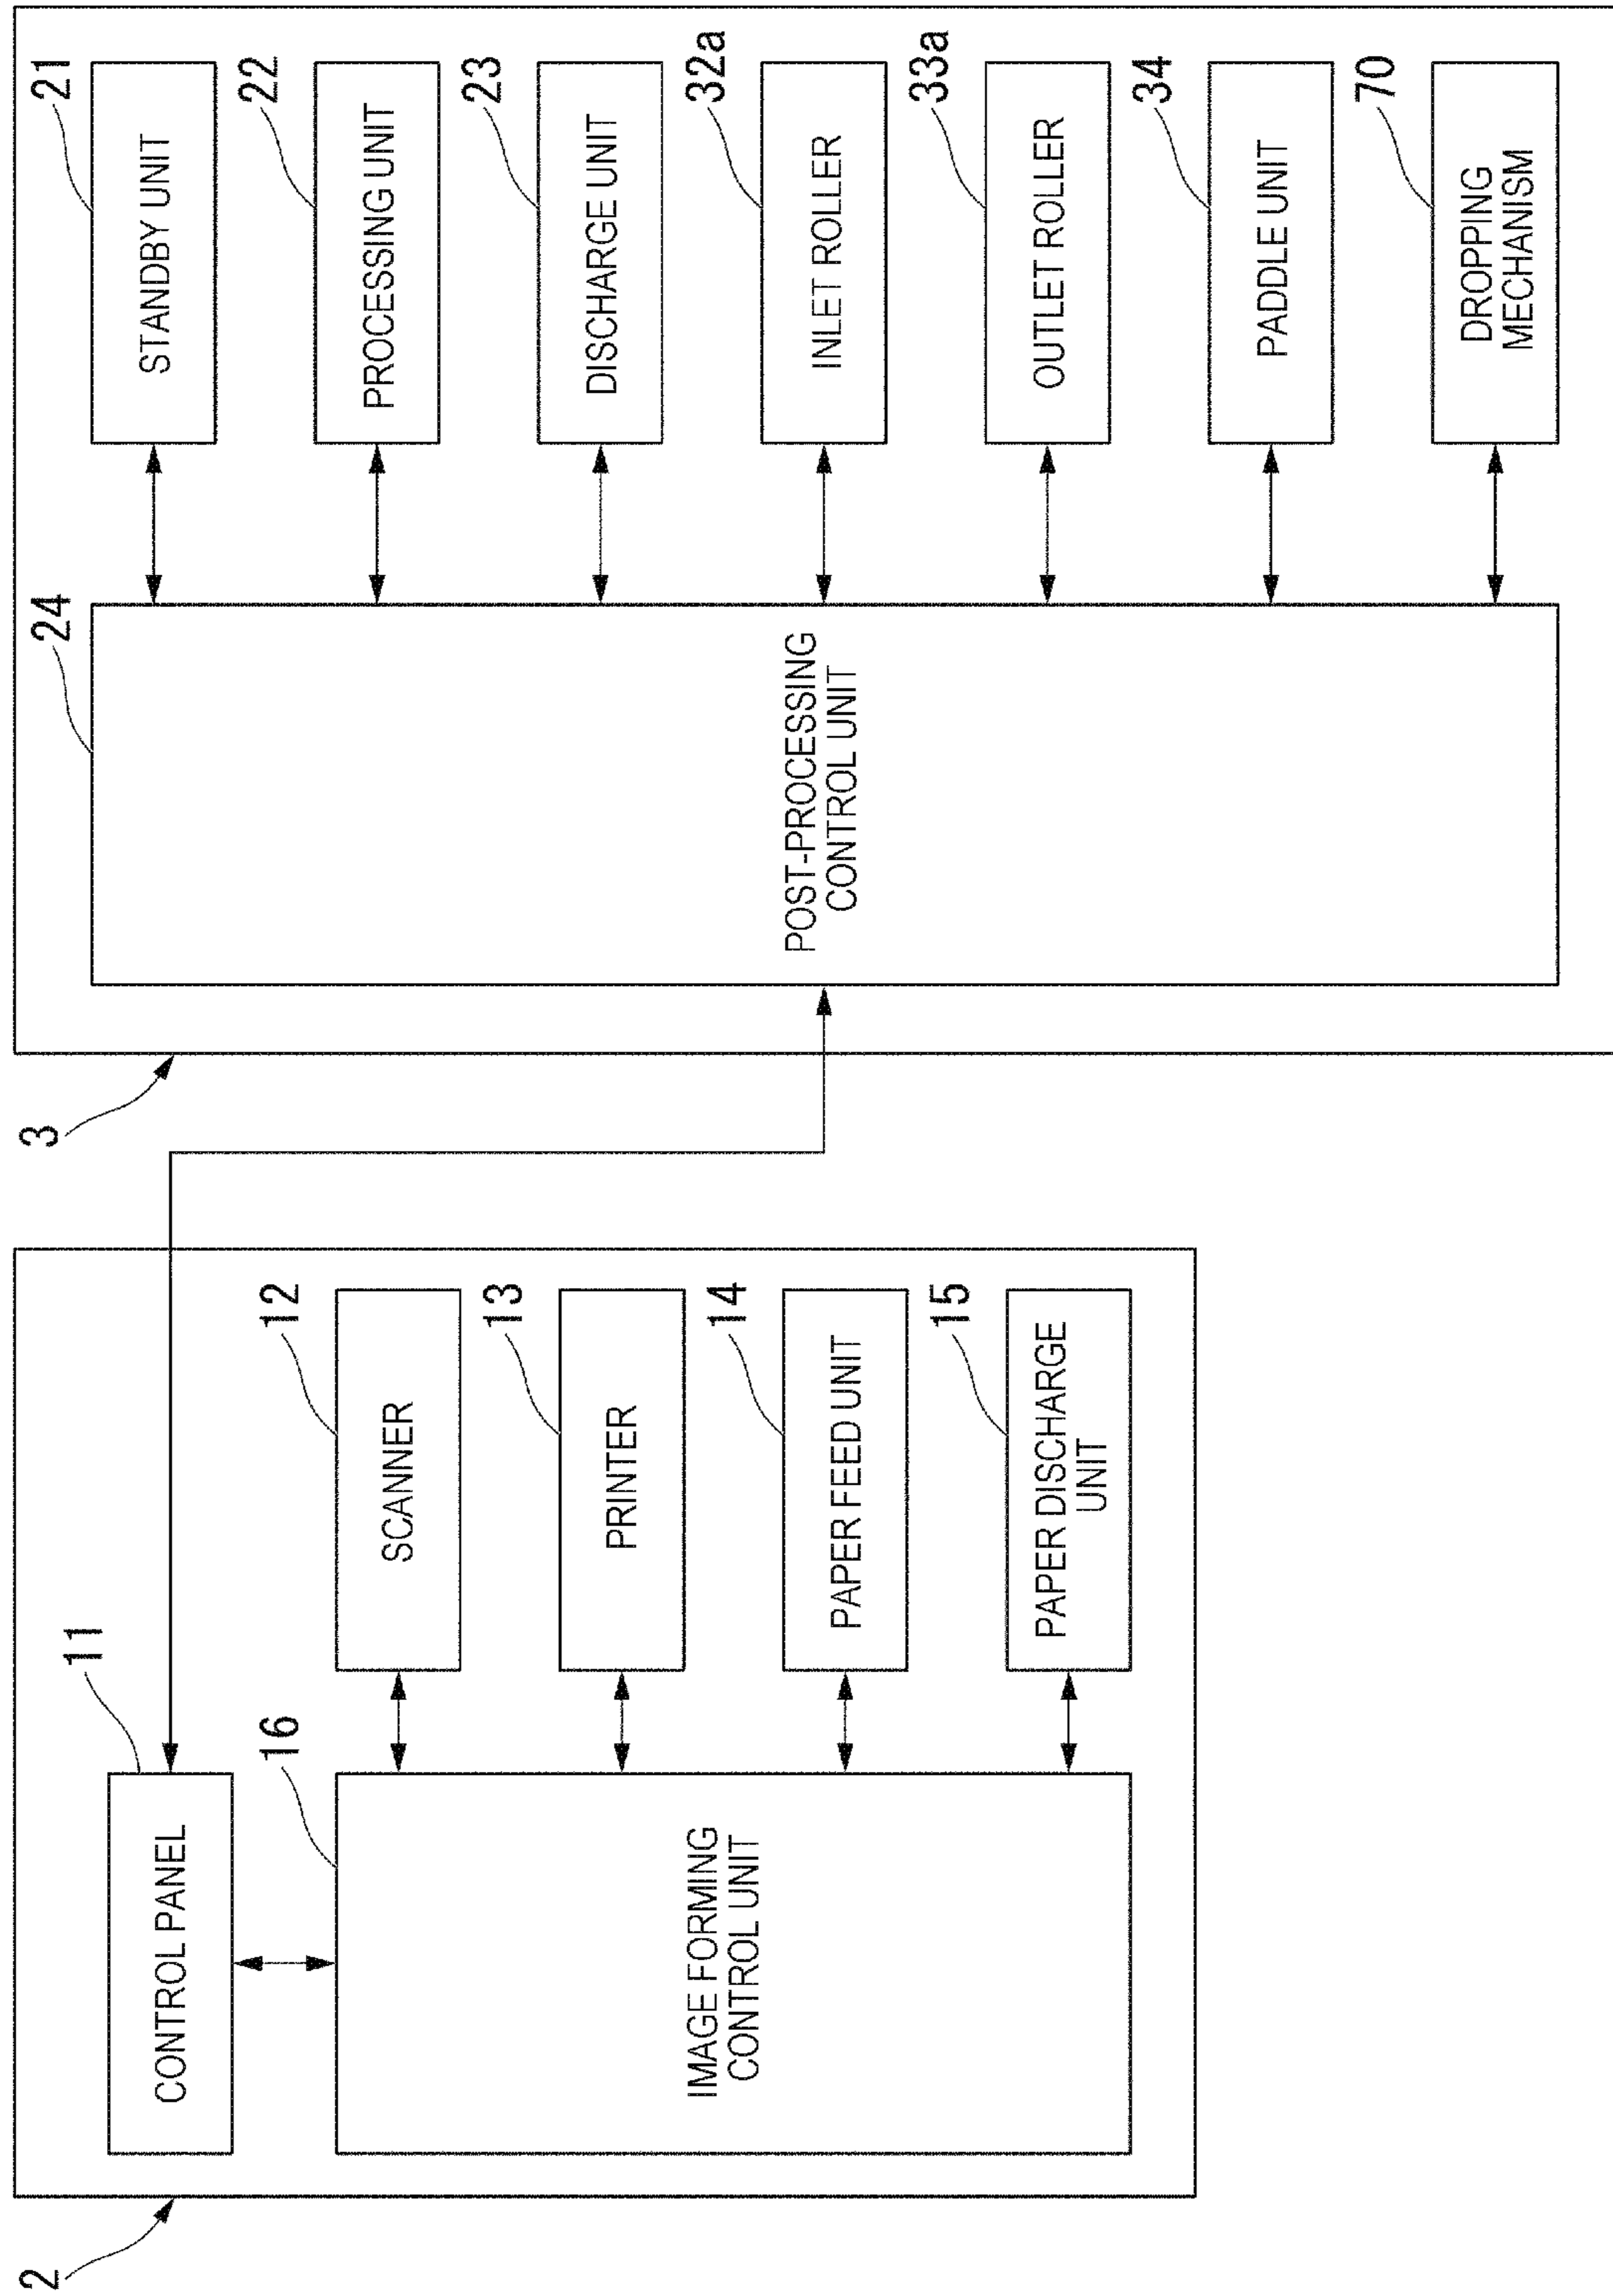 2
11
CONTROL PANEL
16
IMAGE FORMING
CONTROL UNIT
12
SCANNER
13
PRINTER
14
PAPER FEED UNIT
15
PAPER DISCHARGE
UNIT
3
24
POST-PROCESSING
CONTROL UNIT
21
STANDBY UNIT
22
PROCESSING UNIT
23
DISCHARGE UNIT
32a
INLET ROLLER
33a
OUTLET ROLLER
34
PADDLE UNIT
70
DROPPING
MECHANISM